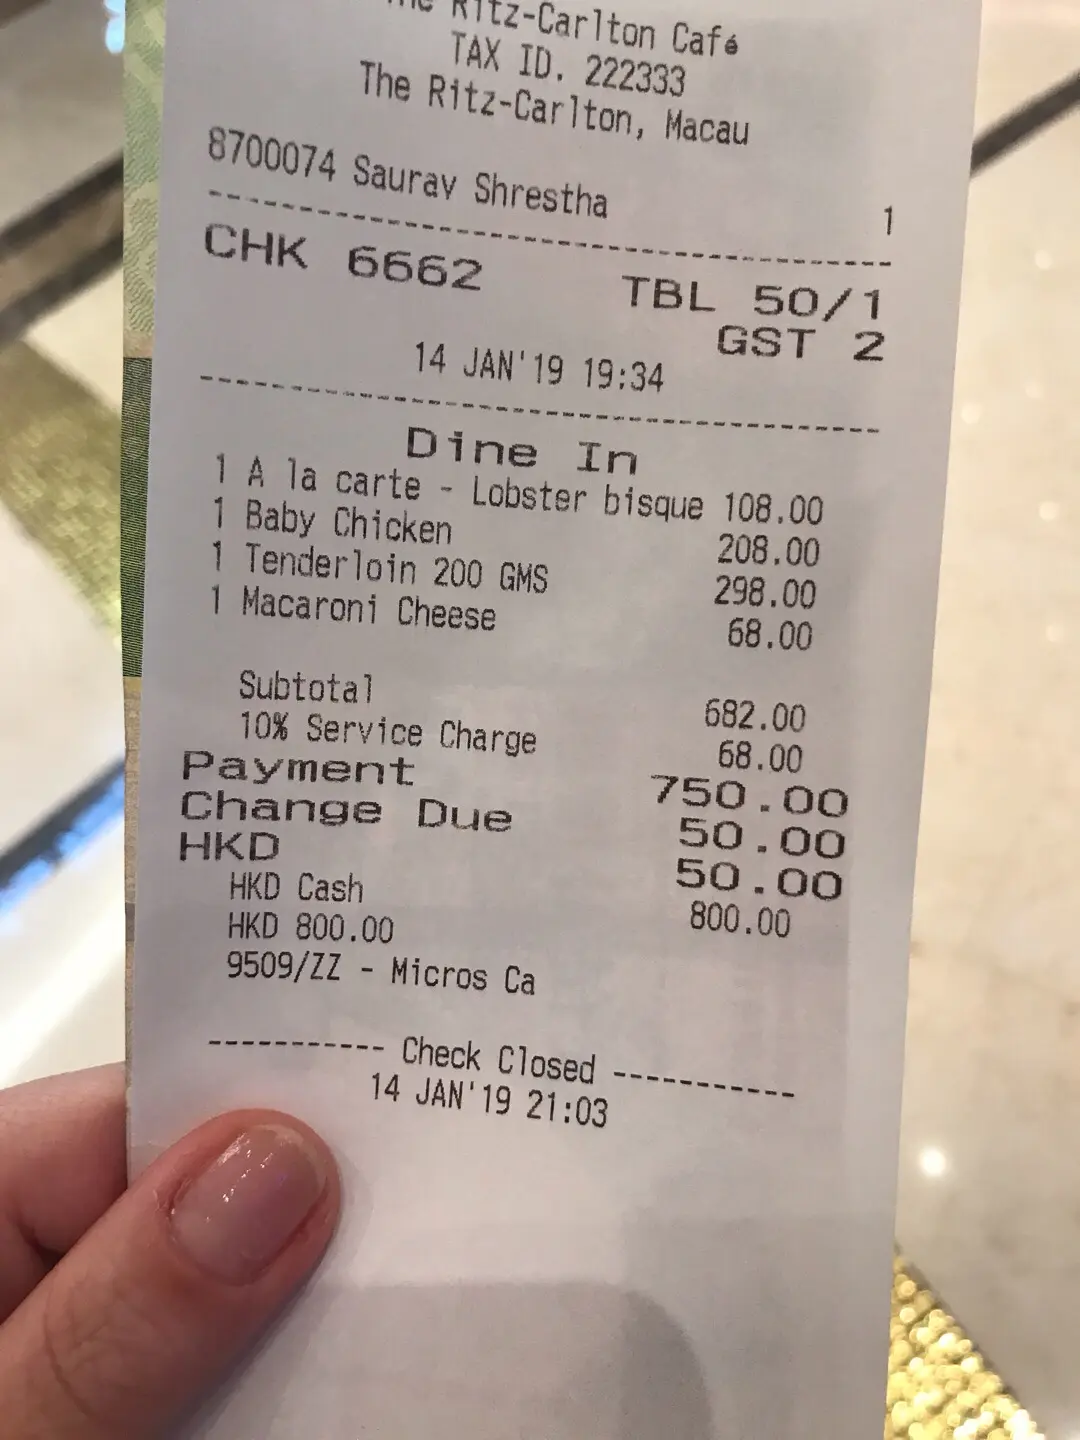 The Ritz-Carlton Café
TAX ID. 222333
The Ritz-Carlton, Macau
8700074 Saurav Shrestha 1
CHK 6662 TBL 50/1
GST 2
14 JAN'19 19:34
Dine In
1 A la carte - Lobster bisque 108.00
1 Baby Chicken 208.00
1 Tenderloin 200 GMS 298.00
1 Macaroni Cheese 68.00
Subtotal 682.00
10% Service Charge 68.00
Payment 750.00
Change Due 50.00
HKD 50.00
HKD Cash 800.00
HKD 800.00
9509/ZZ - Micros Ca
----------- Check Closed -----------
14 JAN'19 21:03